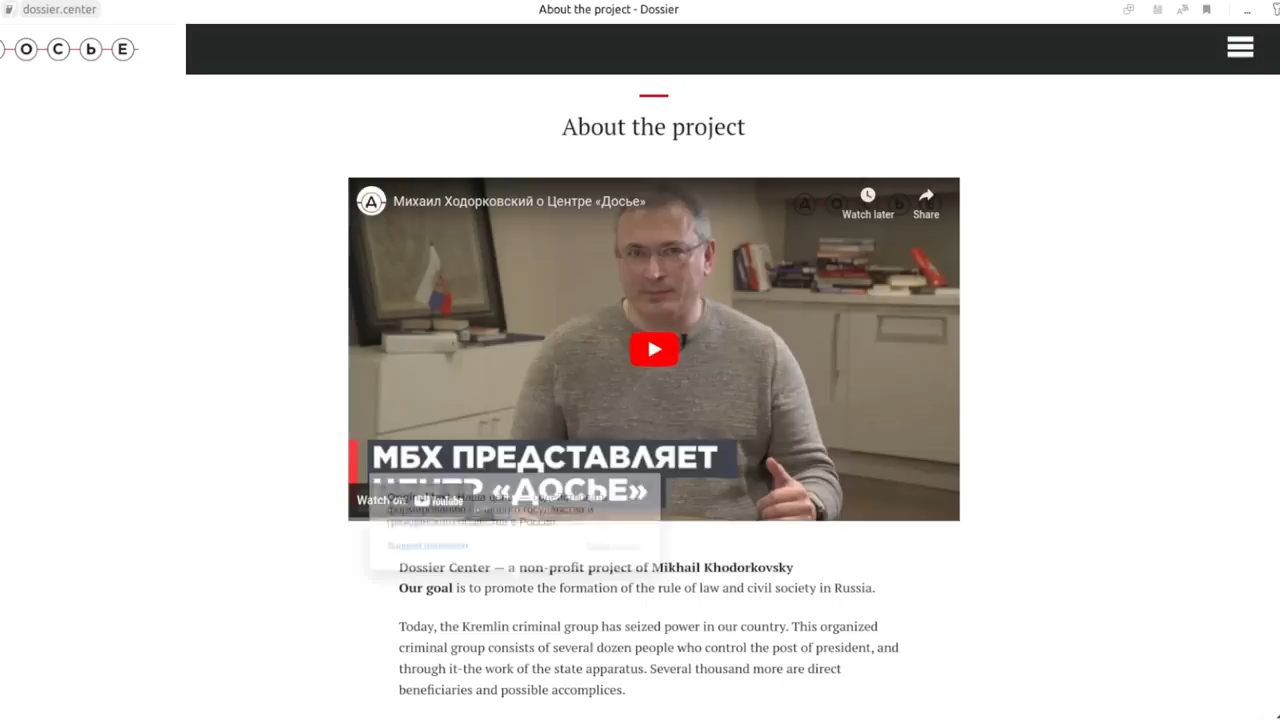 dossier.center
About the project - Dossier
...
О С Ь Е
About the project
Михаил Ходорковский о Центре «Досье»
Watch later
Share
МБХ ПРЕДСТАВЛЯЕТ
ЦЕНТР «ДОСЬЕ»
Watch on YouTube
Dossier Center — a non-profit project of Mikhail Khodorkovsky
Our goal is to promote the formation of the rule of law and civil society in Russia.
Today, the Kremlin criminal group has seized power in our country. This organized
criminal group consists of several dozen people who control the post of president, and
through it-the work of the state apparatus. Several thousand more are direct
beneficiaries and possible accomplices.